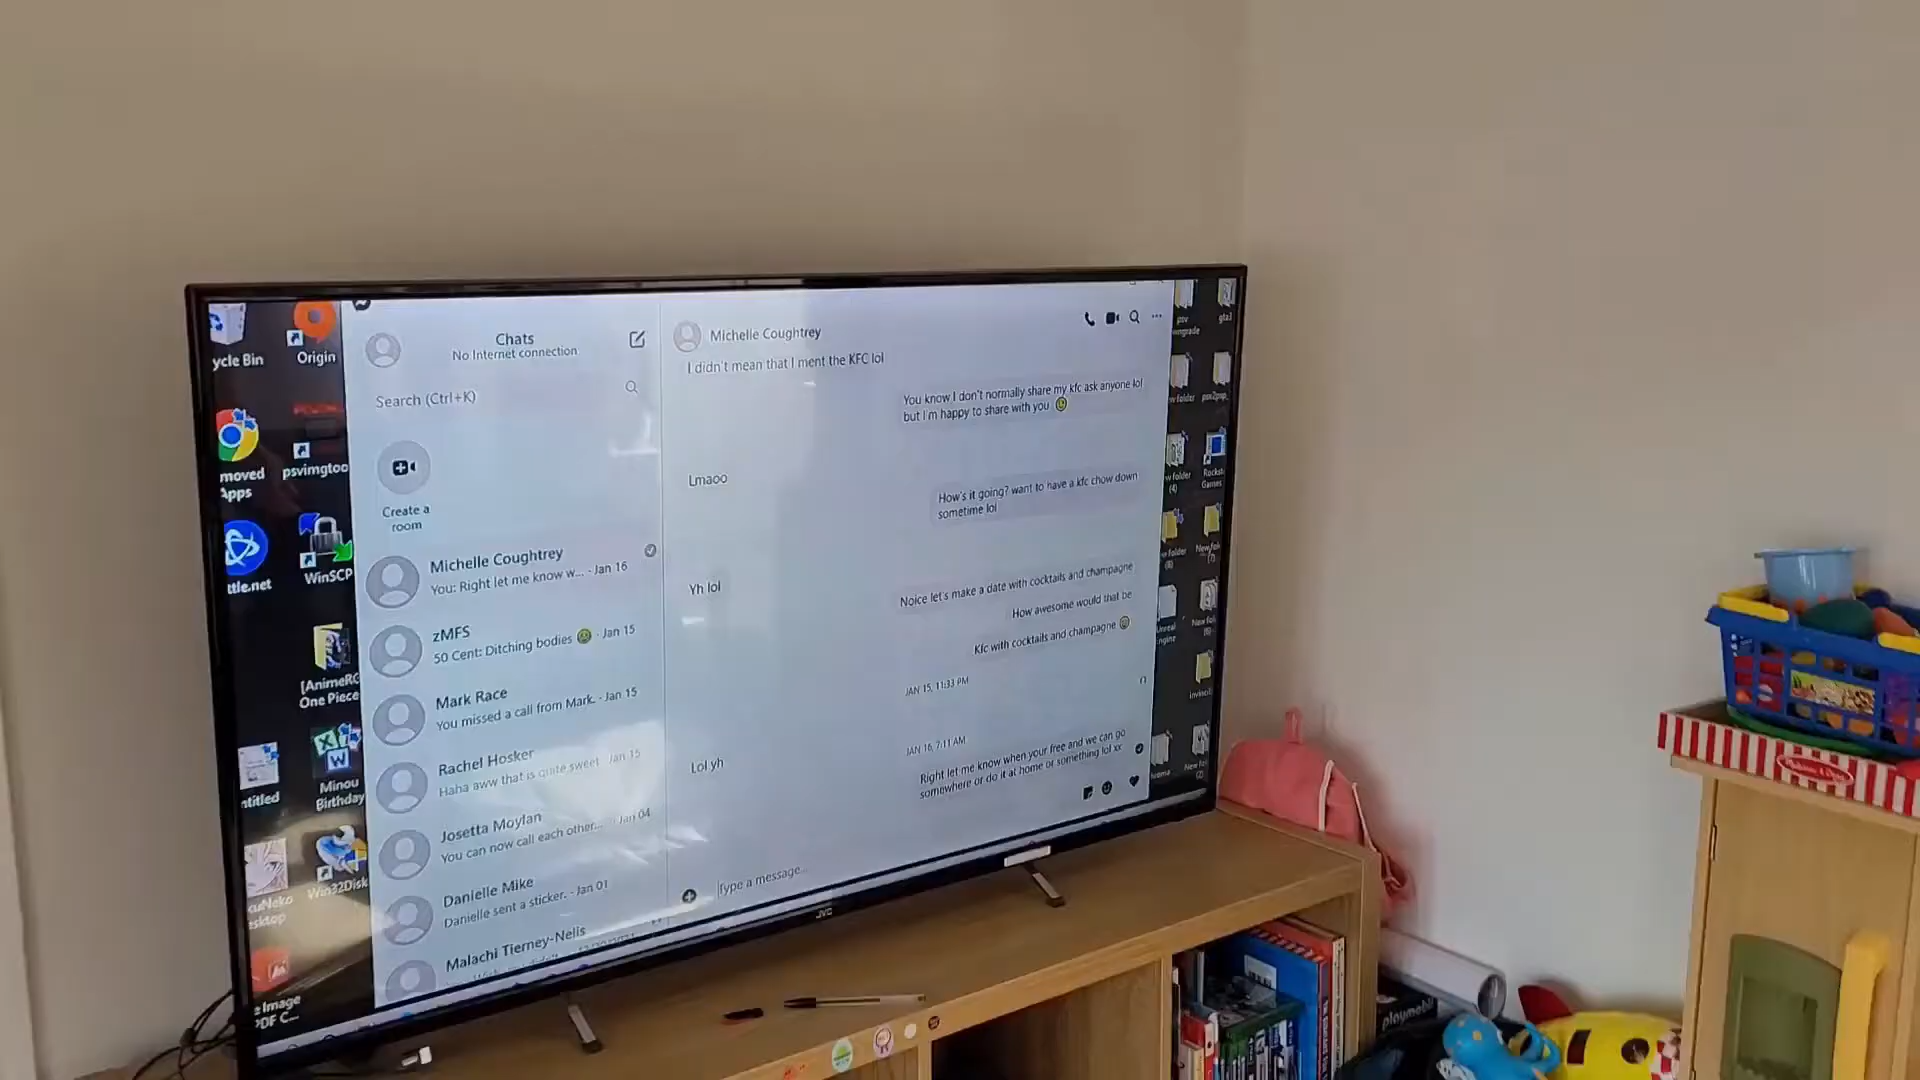 ycle Bin
Origin
moved
Apps
psvimgtoo
ttle.net
WinSCP
[AnimeRG
One Piece
ntitled
Minou
Birthday
Win32Disk
Chats
No Internet connection
Search (Ctrl+K)
Create a
room
Michelle Coughtrey
You: Right let me know w... - Jan 16
zMFS
50 Cent: Ditching bodies - Jan 15
Mark Race
You missed a call from Mark. - Jan 15
Rachel Hosker
Haha aww that is quite sweet - Jan 15
Josetta Moylan
You can now call each other... - Jan 04
Danielle Mike
Danielle sent a sticker. - Jan 01
Malachi Tierney-Nelis
Michelle Coughtrey
I didn't mean that I ment the KFC lol
You know I don't normally share my kfc ask anyone lol
but I'm happy to share with you
Lmaoo
How's it going? want to have a kfc chow down
sometime lol
Yh lol
Noice let's make a date with cocktails and champagne
How awesome would that be
Kfc with cocktails and champagne
JAN 15, 11:33 PM
JAN 16, 7:11 AM
Lol yh
Right let me know when your free and we can go
somewhere or do it at home or something lol xr
Type a message...
gta3
Games
JVC
playmobil